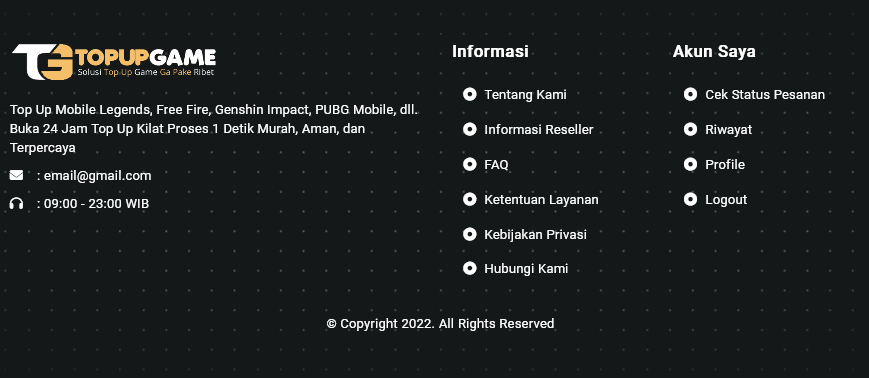 TG TOPUPGAME
Solusi Top-Up Game Ga Pake Ribet
Top Up Mobile Legends, Free Fire, Genshin Impact, PUBG Mobile, dll.
Buka 24 Jam Top Up Kilat Proses 1 Detik Murah, Aman, dan
Terpercaya
: email@gmail.com
: 09:00 - 23:00 WIB
Informasi
Tentang Kami
Informasi Reseller
FAQ
Ketentuan Layanan
Kebijakan Privasi
Hubungi Kami
Akun Saya
Cek Status Pesanan
Riwayat
Profile
Logout
© Copyright 2022. All Rights Reserved